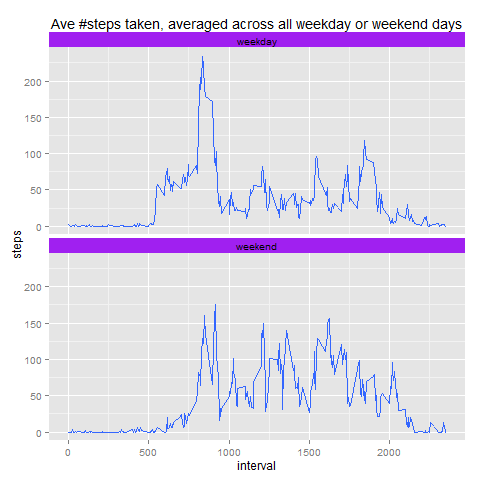 Ave #steps taken, averaged across all weekday or weekend days
weekday
200
150
100
50
0
steps
weekend
200
150
100
50
0
0 500 1000 1500 2000
interval